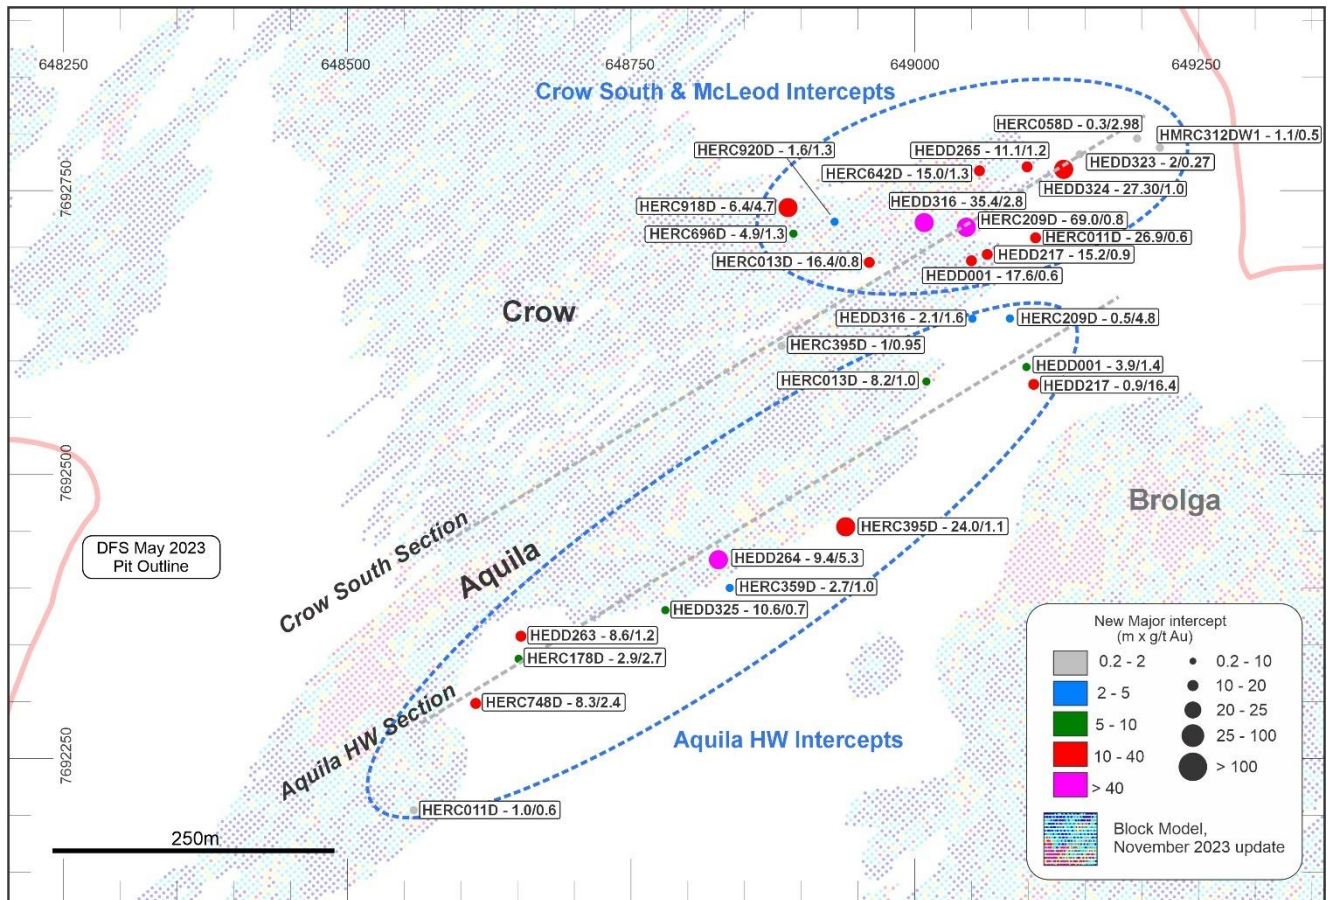 648250
648500
648750
649000
649250
Crow South & McLeod Intercepts
HERC058D - 0.3/2.98
HMRC312DW1 - 1.1/0.5
HERC920D - 1.6/1.3
HEDD265 - 11.1/1.2
HEDD323 - 2/0.27
HERC642D - 15.0/1.3
HEDD324 - 27.30/1.0
7692750
HEDD316 - 35.4/2.8
HERC918D - 6.4/4.7
HERC209D - 69.0/0.8
HERC696D - 4.9/1.3
HERC011D - 26.9/0.6
HERC013D - 16.4/0.8
HEDD217 - 15.2/0.9
HEDD001 - 17.6/0.6
Crow
HEDD316 - 2.1/1.6
HERC209D - 0.5/4.8
HERC395D - 1/0.95
HEDD001 - 3.9/1.4
HERC013D - 8.2/1.0
HEDD217 - 0.9/16.4
7692500
Brolga
Crow South Section
Aquila
HERC395D - 24.0/1.1
DFS May 2023
Pit Outline
HEDD264 - 9.4/5.3
HERC359D - 2.7/1.0
HEDD325 - 10.6/0.7
HEDD263 - 8.6/1.2
HERC178D - 2.9/2.7
HERC748D - 8.3/2.4
Aquila HW Section
Aquila HW Intercepts
7692250
HERC011D - 1.0/0.6
250m
New Major intercept
(m x g/t Au)
0.2 - 2
0.2 - 10
2 - 5
10 - 20
5 - 10
20 - 25
10 - 40
25 - 100
> 40
> 100
Block Model,
November 2023 update